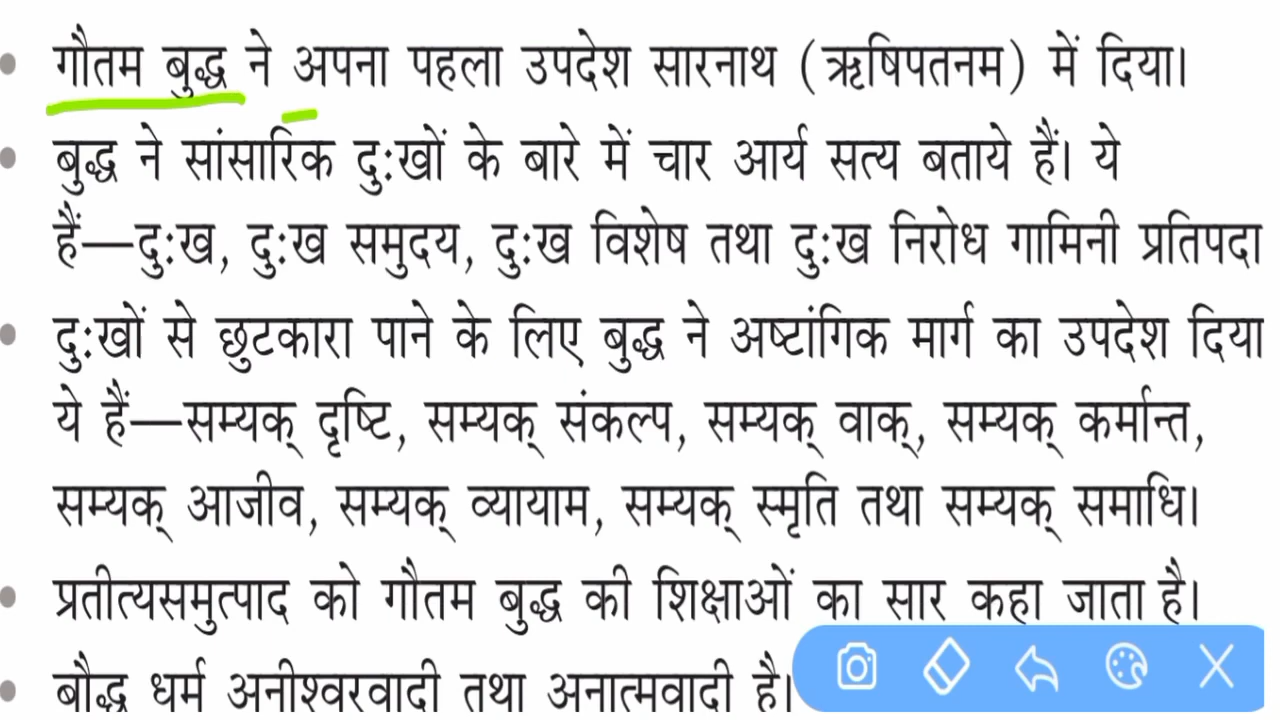 गौतम बुद्ध ने अपना पहला उपदेश सारनाथ (ऋषिपतनम) में दिया।
बुद्ध ने सांसारिक दुःखों के बारे में चार आर्य सत्य बताये हैं। ये
हैं—दुःख, दुःख समुदय, दुःख विशेष तथा दुःख निरोध गामिनी प्रतिपदा
दुःखों से छुटकारा पाने के लिए बुद्ध ने अष्टांगिक मार्ग का उपदेश दिया
ये हैं—सम्यक् दृष्टि, सम्यक् संकल्प, सम्यक् वाक्, सम्यक् कर्मान्त,
सम्यक् आजीव, सम्यक् व्यायाम, सम्यक् स्मृति तथा सम्यक् समाधि।
प्रतीत्यसमुत्पाद को गौतम बुद्ध की शिक्षाओं का सार कहा जाता है।
बौद्ध धर्म अनीश्वरवादी तथा अनात्मवादी है।